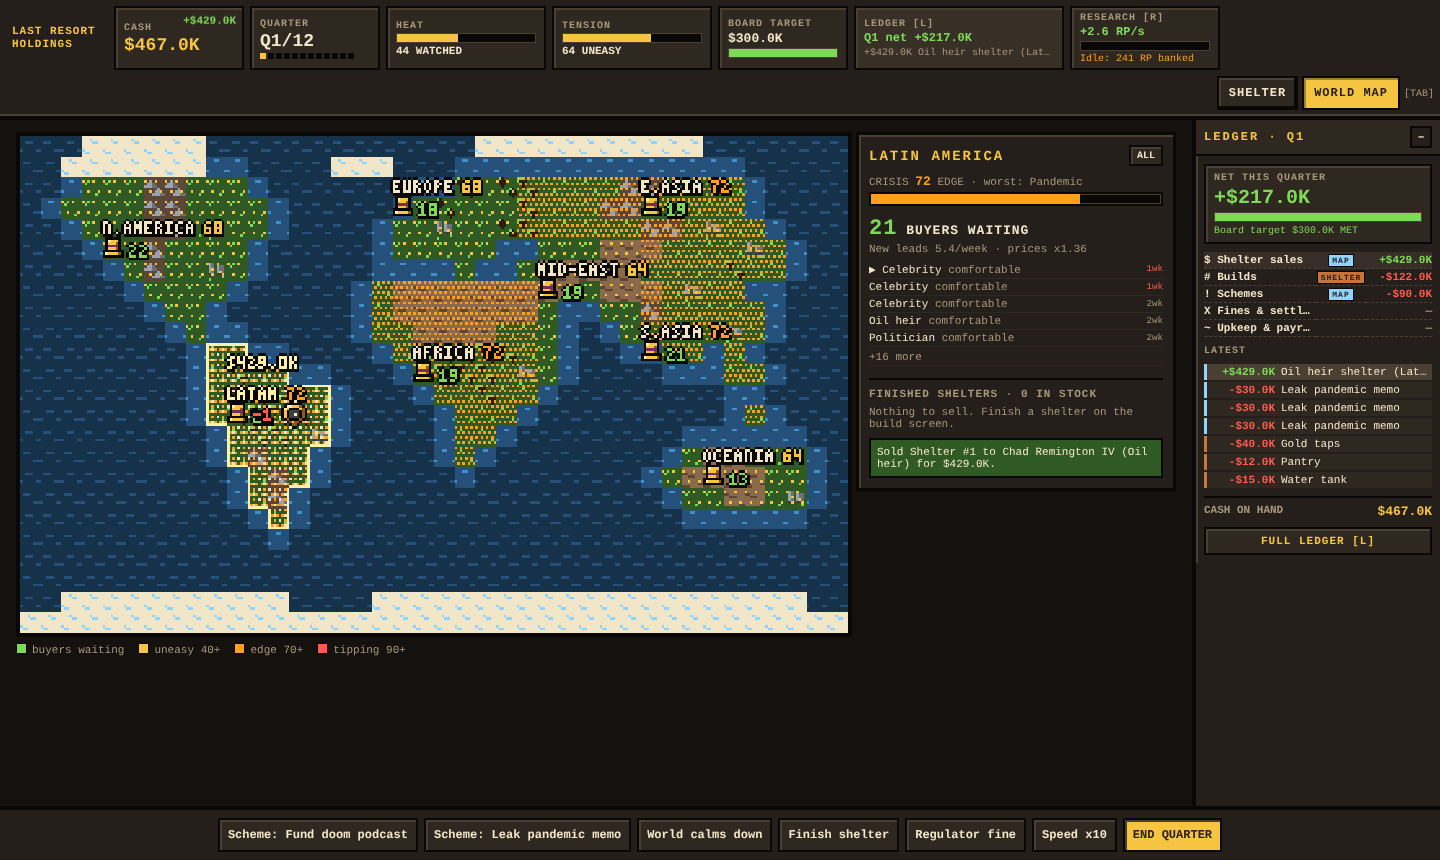 LAST RESORT
HOLDINGS
CASH
+$429.0K
$467.0K
QUARTER
Q1/12
HEAT
44 WATCHED
TENSION
64 UNEASY
BOARD TARGET
$300.0K
LEDGER [L]
Q1 net +$217.0K
+$429.0K Oil heir shelter (Lat…
RESEARCH [R]
+2.6 RP/s
Idle: 241 RP banked
SHELTER
WORLD MAP
[TAB]
N.AMERICA 68
22
EUROPE 68
18
E.ASIA 72
19
MID-EAST 64
19
S.ASIA 72
21
AFRICA 72
19
$429.0K
LATAM 72
-1
OCEANIA 64
13
buyers waiting
uneasy 40+
edge 70+
tipping 90+
LATIN AMERICA
ALL
CRISIS 72 EDGE · worst: Pandemic
21 BUYERS WAITING
New leads 5.4/week · prices x1.36
▶ Celebrity comfortable 1wk
Celebrity comfortable 1wk
Celebrity comfortable 2wk
Oil heir comfortable 2wk
Politician comfortable 2wk
+16 more
FINISHED SHELTERS · 0 IN STOCK
Nothing to sell. Finish a shelter on the
build screen.
Sold Shelter #1 to Chad Remington IV (Oil
heir) for $429.0K.
LEDGER · Q1
–
NET THIS QUARTER
+$217.0K
Board target $300.0K MET
$ Shelter sales MAP +$429.0K
# Builds SHELTER -$122.0K
! Schemes MAP -$90.0K
X Fines & settl… —
~ Upkeep & payr… —
LATEST
+$429.0K Oil heir shelter (Lat…
-$30.0K Leak pandemic memo
-$30.0K Leak pandemic memo
-$30.0K Leak pandemic memo
-$40.0K Gold taps
-$12.0K Pantry
-$15.0K Water tank
CASH ON HAND $467.0K
FULL LEDGER [L]
Scheme: Fund doom podcast
Scheme: Leak pandemic memo
World calms down
Finish shelter
Regulator fine
Speed x10
END QUARTER